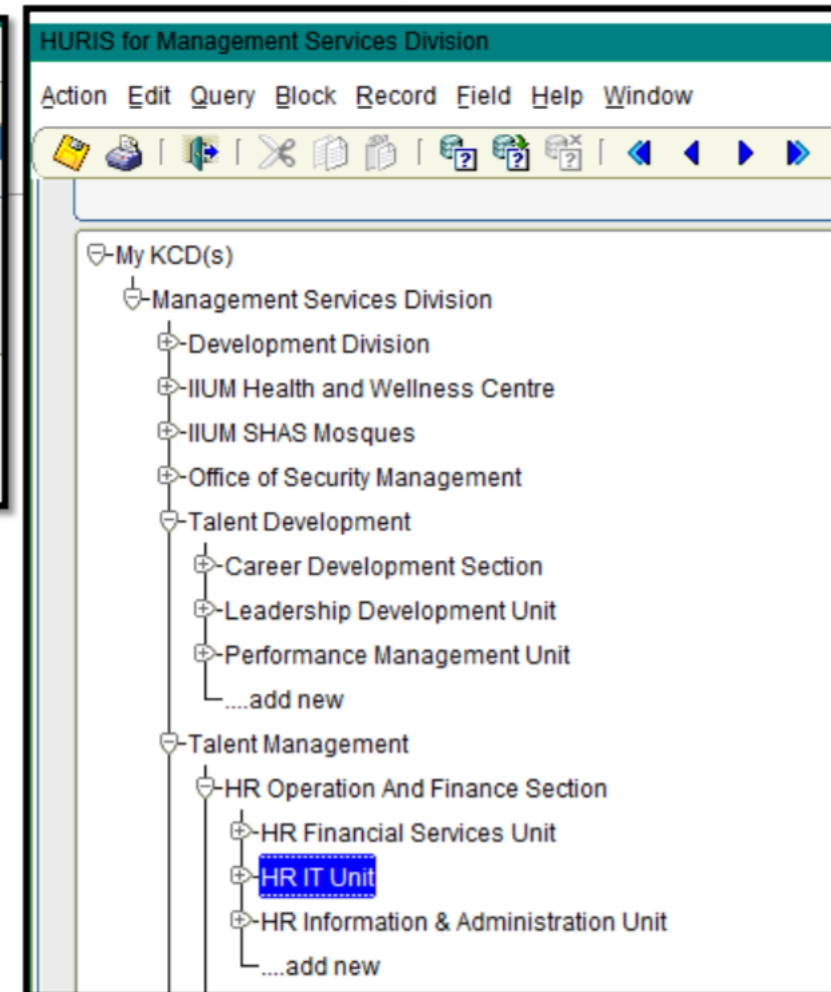 HURIS for Management Services Division
Action Edit Query Block Record Field Help Window
My KCD(s)
Management Services Division
Development Division
IIUM Health and Wellness Centre
IIUM SHAS Mosques
Office of Security Management
Talent Development
Career Development Section
Leadership Development Unit
Performance Management Unit
....add new
Talent Management
HR Operation And Finance Section
HR Financial Services Unit
HR IT Unit
HR Information & Administration Unit
....add new